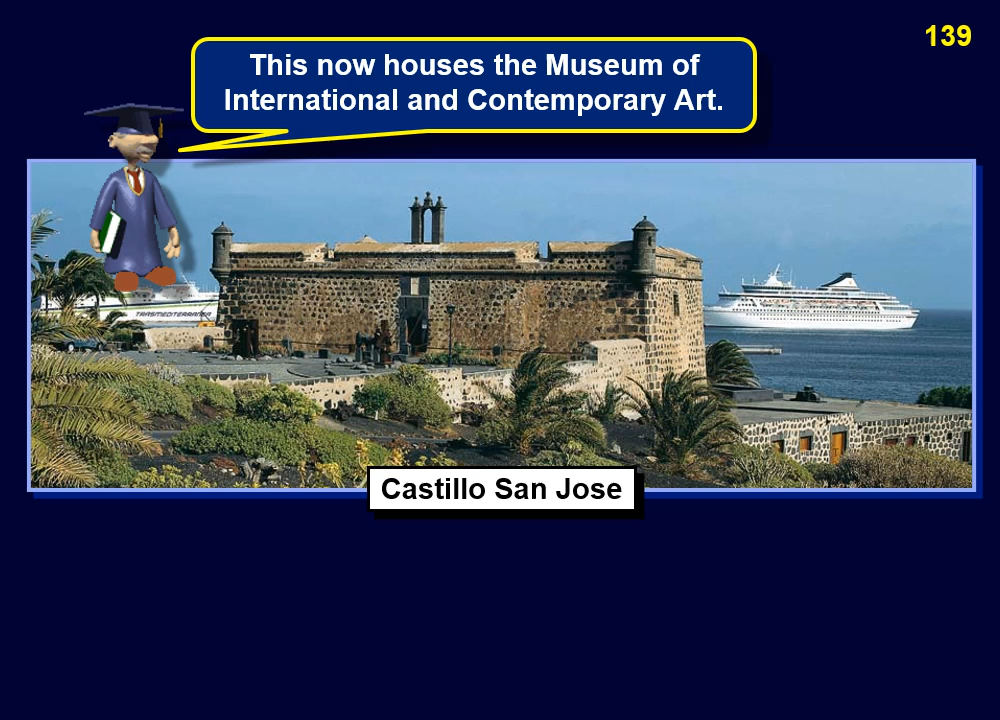 139
This now houses the Museum of
International and Contemporary Art.
TRASMEDITERRANEA
Castillo San Jose